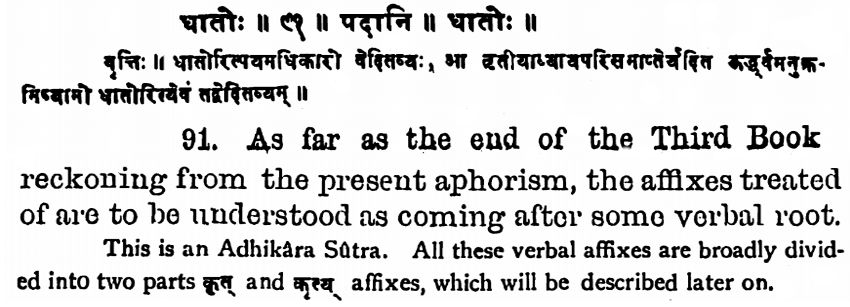 धातोः ॥ ९१ ॥ पदानि ॥ धातोः ॥
वृत्तिः ॥ धातोरित्ययमधिकारो वेदितव्यः, आ तृतीयाध्यायपरिसमाप्तेर्यदित ऊर्द्ध्वमनुक्र-
मिष्यामो धातोरित्येवं तद्वेदितव्यम् ॥
91. As far as the end of the Third Book
reckoning from the present aphorism, the affixes treated
of are to be understood as coming after some verbal root.
This is an Adhikâra Sûtra. All these verbal affixes are broadly divid-
ed into two parts कृत् and कृत्य् affixes, which will be described later on.